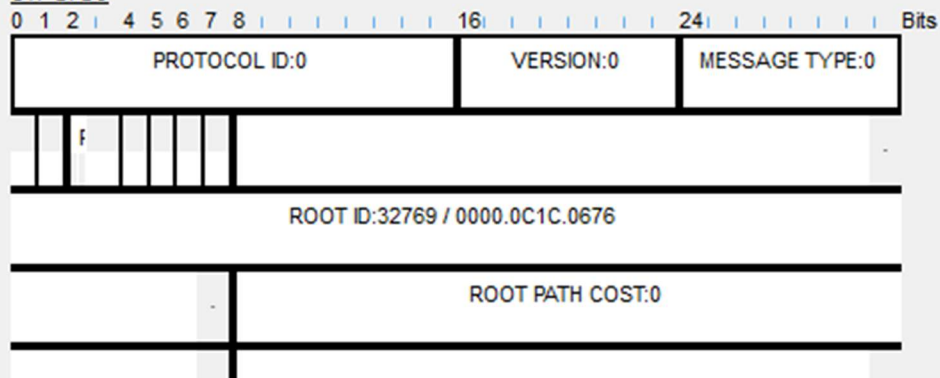 0 1 2 4 5 6 7 8 16 24 Bits
PROTOCOL ID:0 VERSION:0 MESSAGE TYPE:0
ROOT ID:32769 / 0000.0C1C.0676
ROOT PATH COST:0